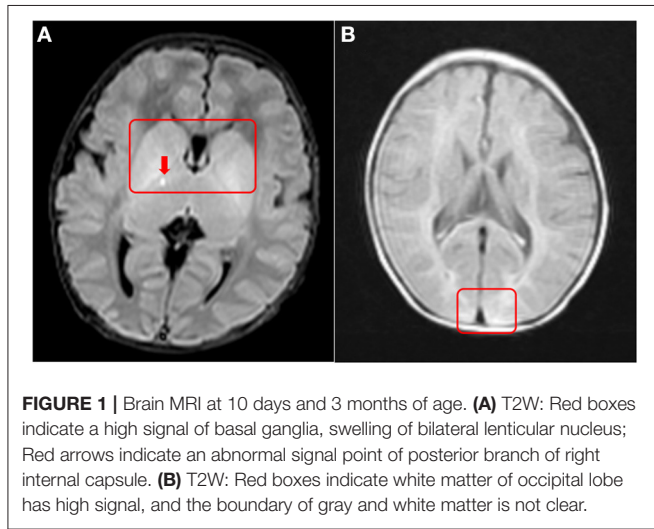 A
B
FIGURE 1 | Brain MRI at 10 days and 3 months of age. (A) T2W: Red boxes
indicate a high signal of basal ganglia, swelling of bilateral lenticular nucleus;
Red arrows indicate an abnormal signal point of posterior branch of right
internal capsule. (B) T2W: Red boxes indicate white matter of occipital lobe
has high signal, and the boundary of gray and white matter is not clear.